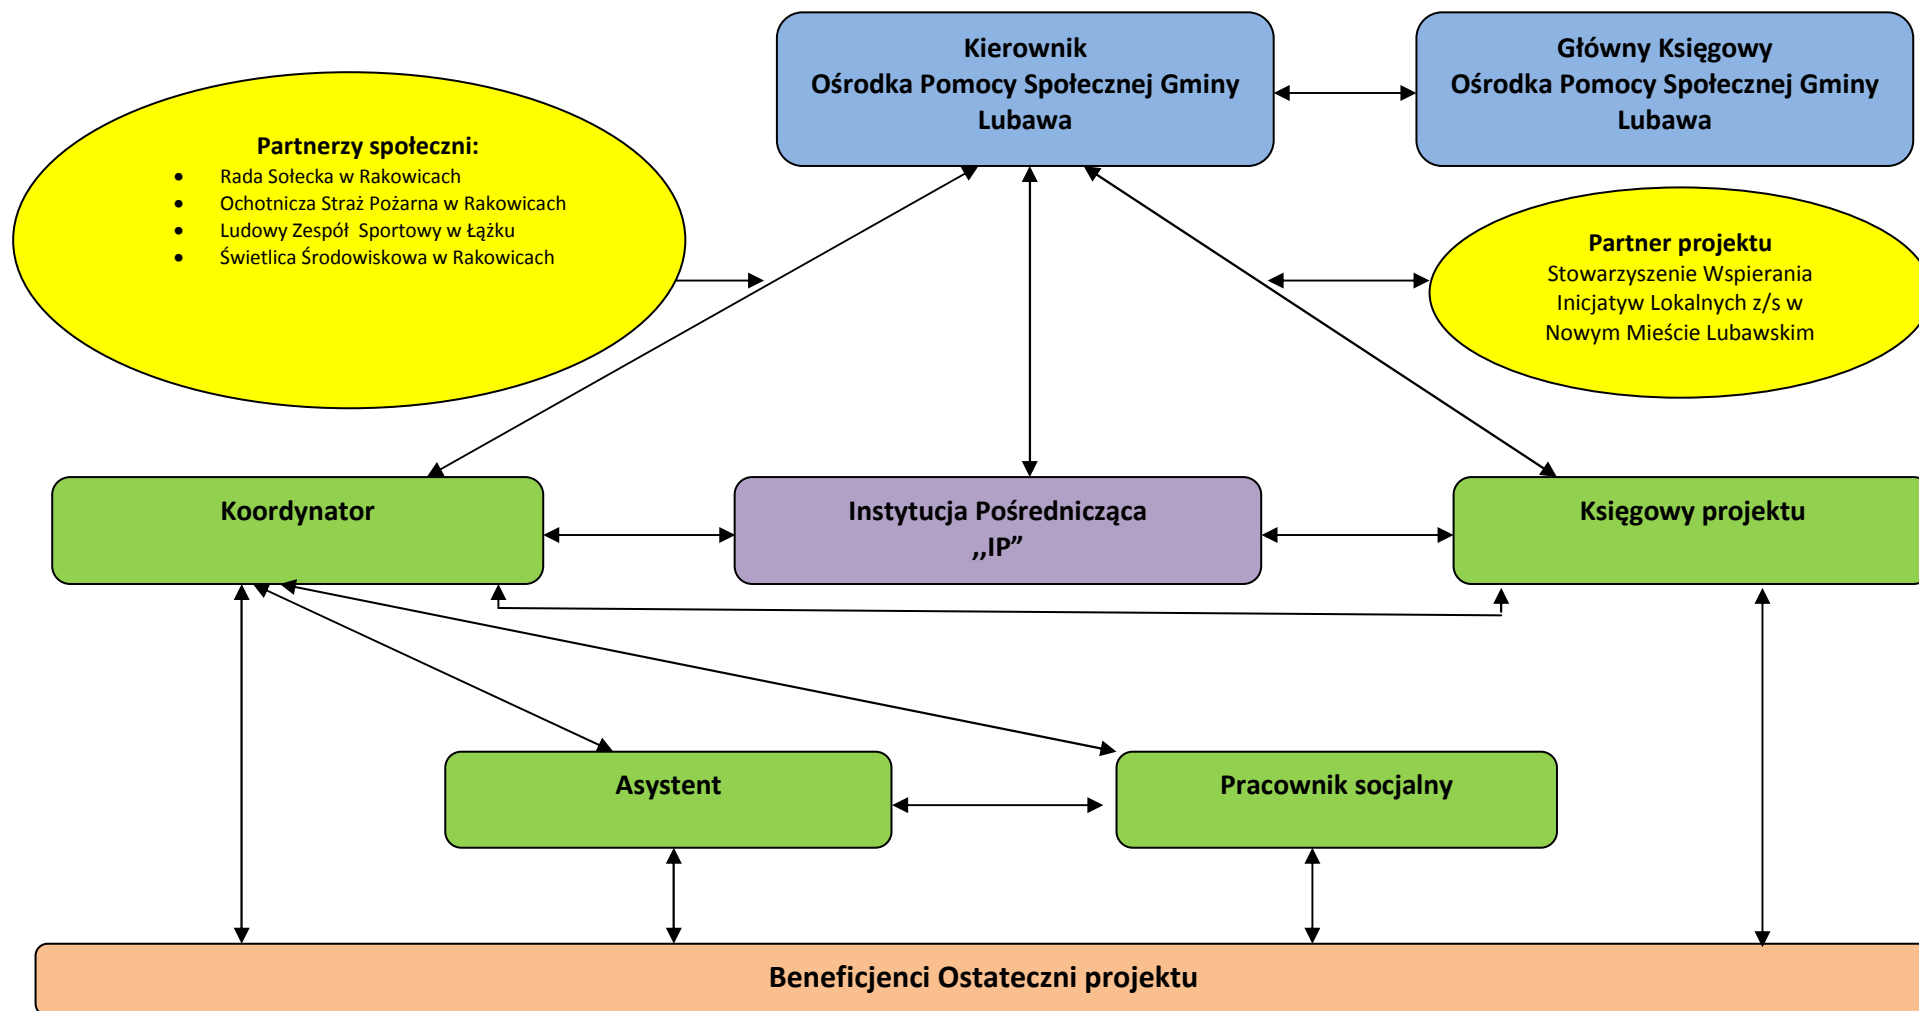 Kierownik
Ośrodka Pomocy Społecznej Gminy
Lubawa
Główny Księgowy
Ośrodka Pomocy Społecznej Gminy
Lubawa
Partnerzy społeczni:
• Rada Sołecka w Rakowicach
• Ochotnicza Straż Pożarna w Rakowicach
• Ludowy Zespół Sportowy w Łążku
• Świetlica Środowiskowa w Rakowicach
Partner projektu
Stowarzyszenie Wspierania
Inicjatyw Lokalnych z/s w
Nowym Mieście Lubawskim
Koordynator
Instytucja Pośrednicząca
,,IP”
Księgowy projektu
Asystent
Pracownik socjalny
Beneficjenci Ostateczni projektu